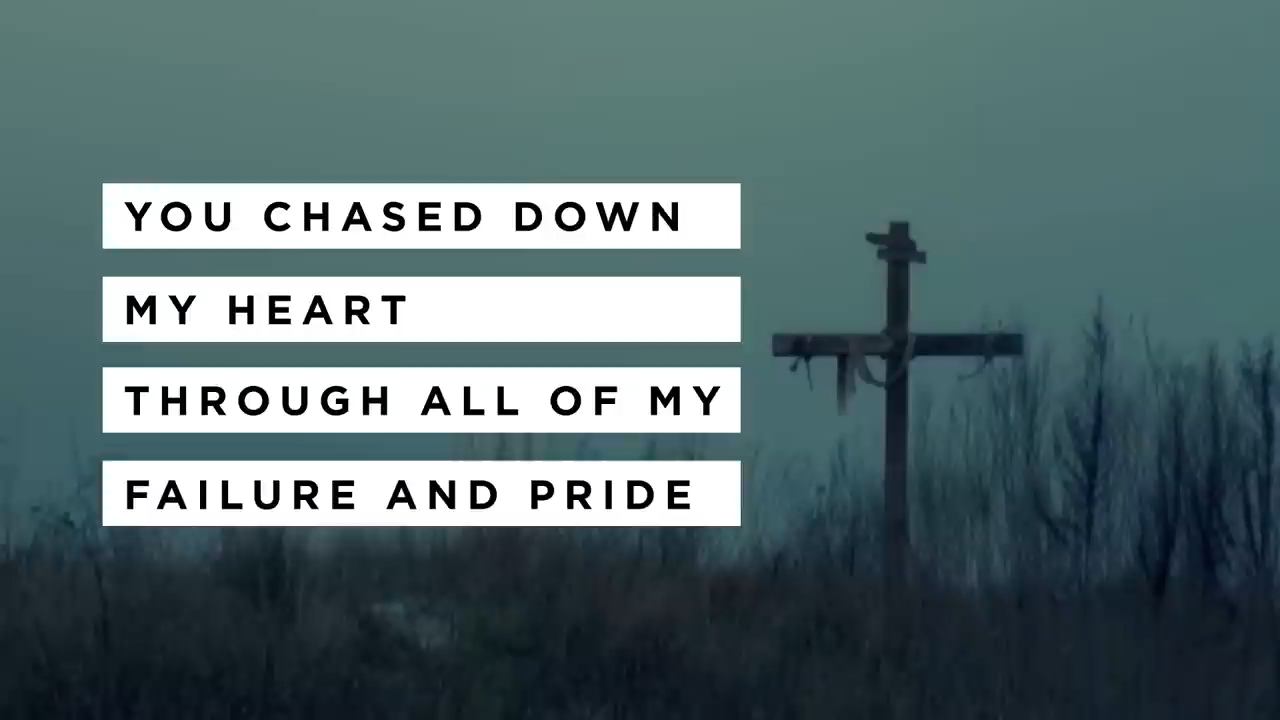 YOU CHASED DOWN
MY HEART
THROUGH ALL OF MY
FAILURE AND PRIDE